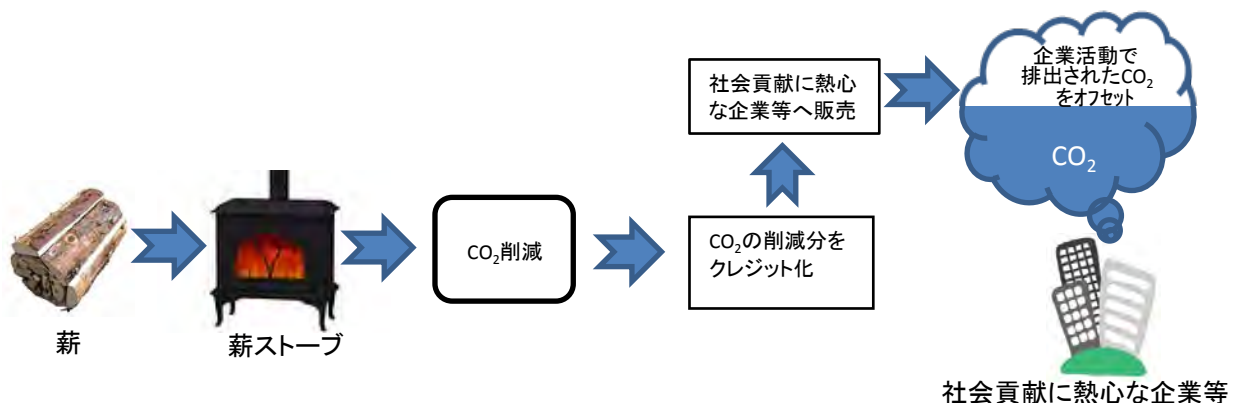 薪
薪ストーブ
CO₂削減
CO₂の削減分を
クレジット化
社会貢献に熱心
な企業等へ販売
企業活動で
排出されたCO₂
をオフセット
CO₂
社会貢献に熱心な企業等